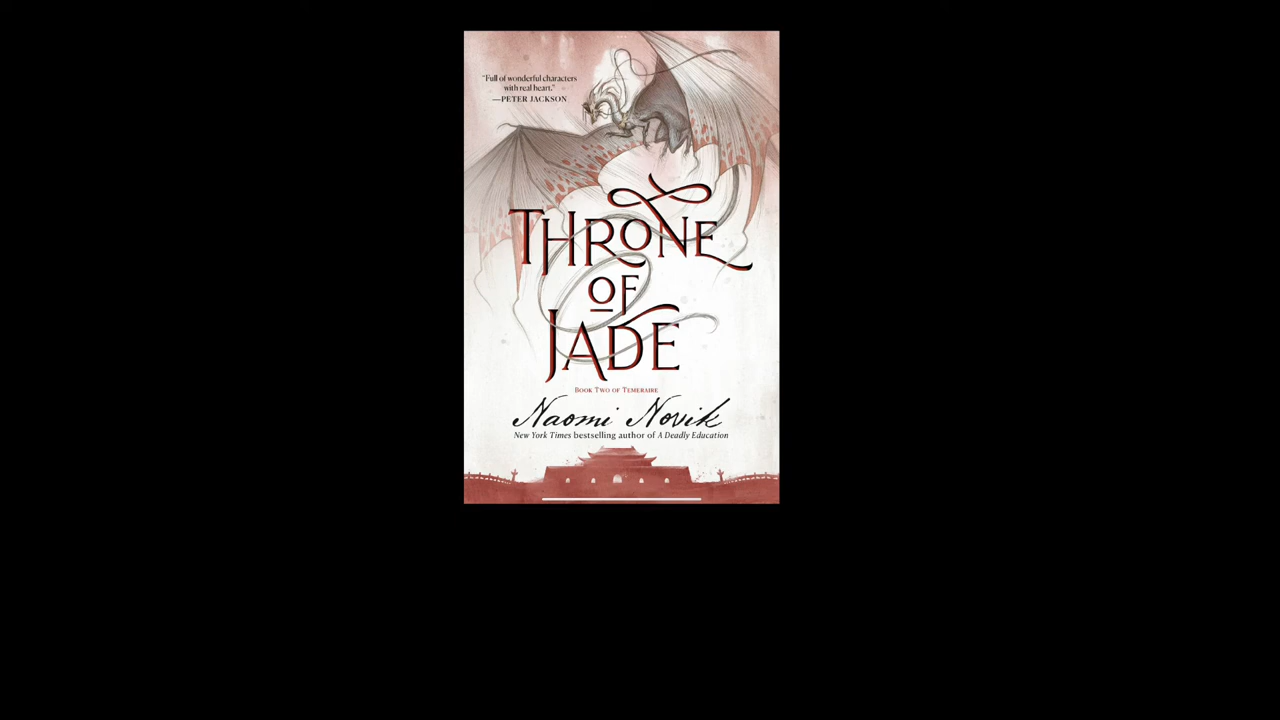 “Full of wonderful characters
with real heart.”
—PETER JACKSON
THRONE
OF
JADE
BOOK TWO OF TEMERAIRE
Naomi Novik
New York Times bestselling author of A Deadly Education